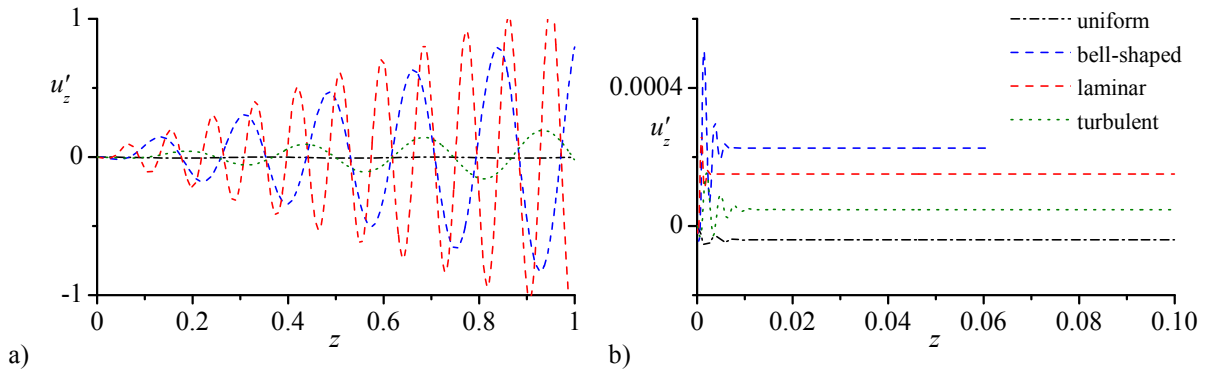 1
u′z
0
-1
0
0.2
0.4
0.6
0.8
1
z
a)
0.0004
u′z
0
0
0.02
0.04
0.06
0.08
0.10
z
b)
uniform
bell-shaped
laminar
turbulent